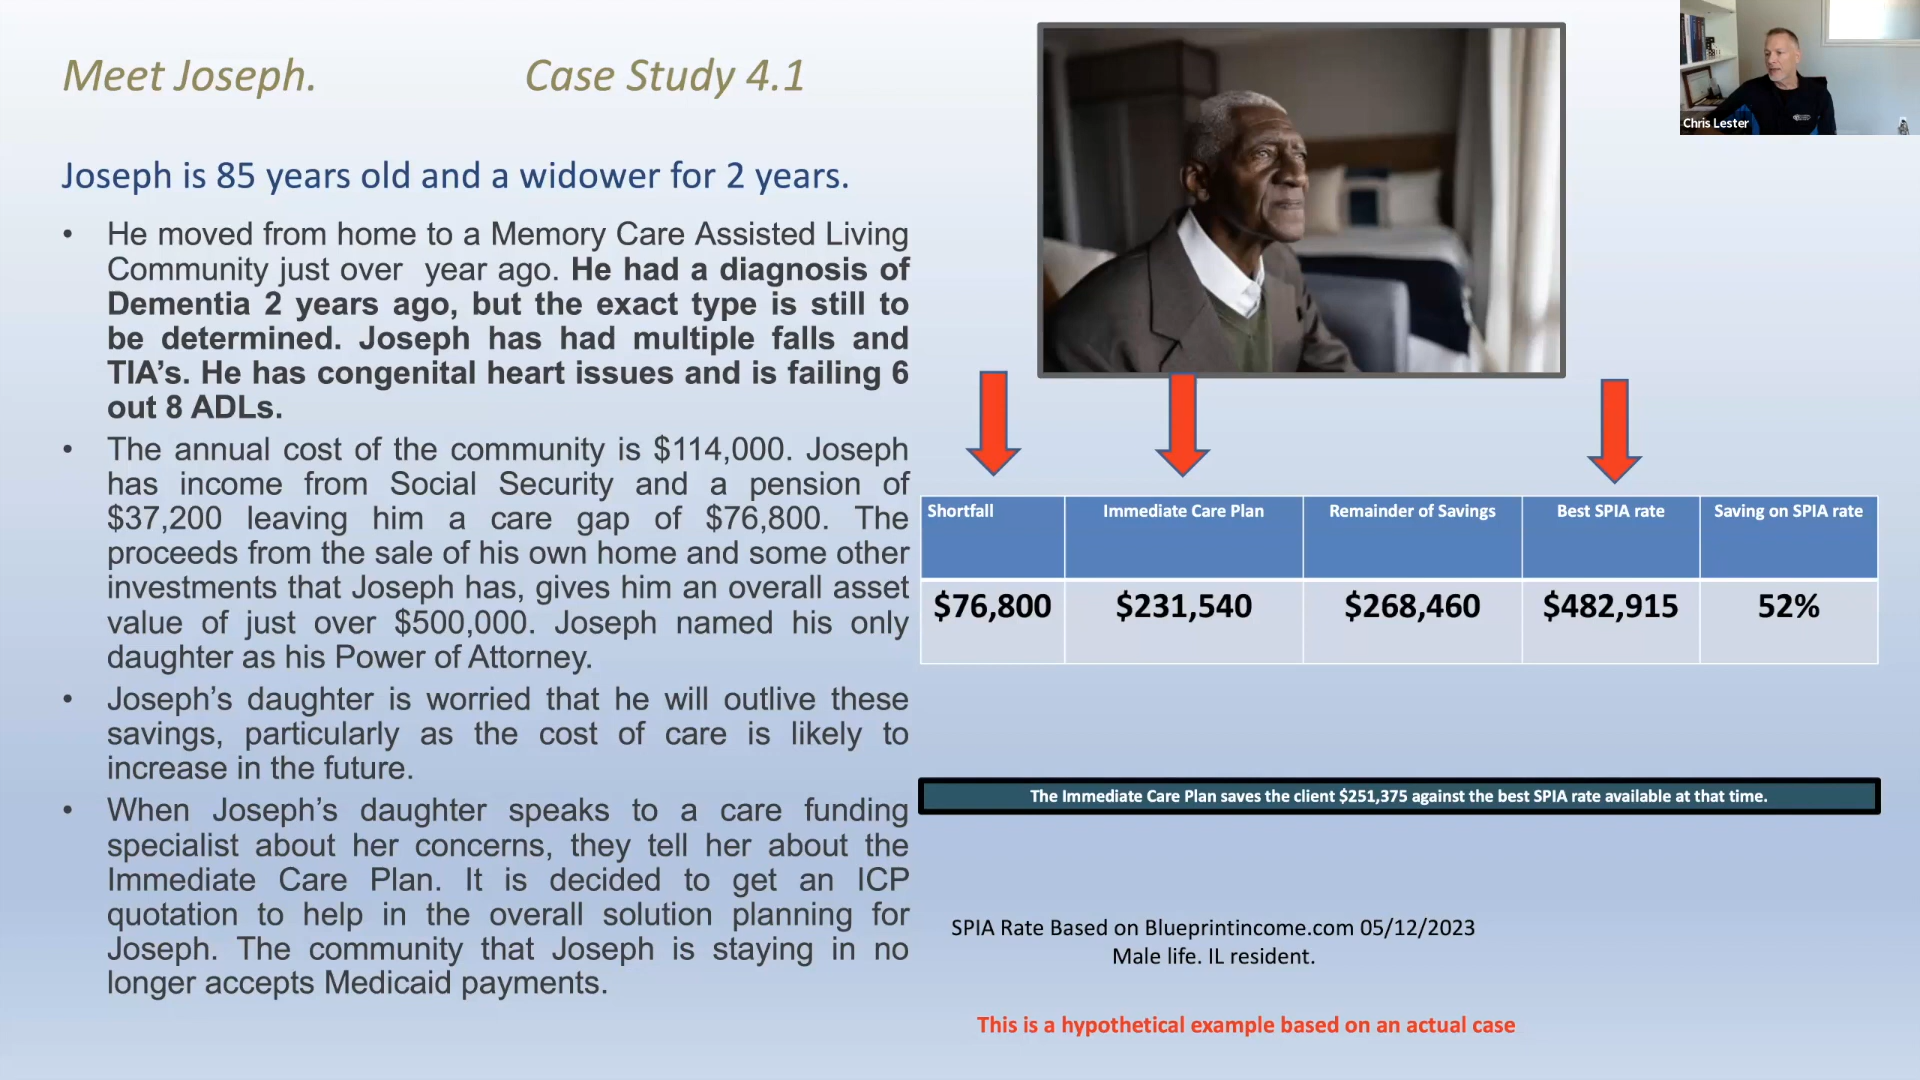 Meet Joseph. Case Study 4.1
Chris Lester
Joseph is 85 years old and a widower for 2 years.
• He moved from home to a Memory Care Assisted Living
Community just over year ago. He had a diagnosis of
Dementia 2 years ago, but the exact type is still to
be determined. Joseph has had multiple falls and
TIA’s. He has congenital heart issues and is failing 6
out 8 ADLs.
• The annual cost of the community is $114,000. Joseph
has income from Social Security and a pension of
$37,200 leaving him a care gap of $76,800. The
proceeds from the sale of his own home and some other
investments that Joseph has, gives him an overall asset
value of just over $500,000. Joseph named his only
daughter as his Power of Attorney.
• Joseph’s daughter is worried that he will outlive these
savings, particularly as the cost of care is likely to
increase in the future.
• When Joseph’s daughter speaks to a care funding
specialist about her concerns, they tell her about the
Immediate Care Plan. It is decided to get an ICP
quotation to help in the overall solution planning for
Joseph. The community that Joseph is staying in no
longer accepts Medicaid payments.
Shortfall Immediate Care Plan Remainder of Savings Best SPIA rate Saving on SPIA rate
$76,800 $231,540 $268,460 $482,915 52%
The Immediate Care Plan saves the client $251,375 against the best SPIA rate available at that time.
SPIA Rate Based on Blueprintincome.com 05/12/2023
Male life. IL resident.
This is a hypothetical example based on an actual case